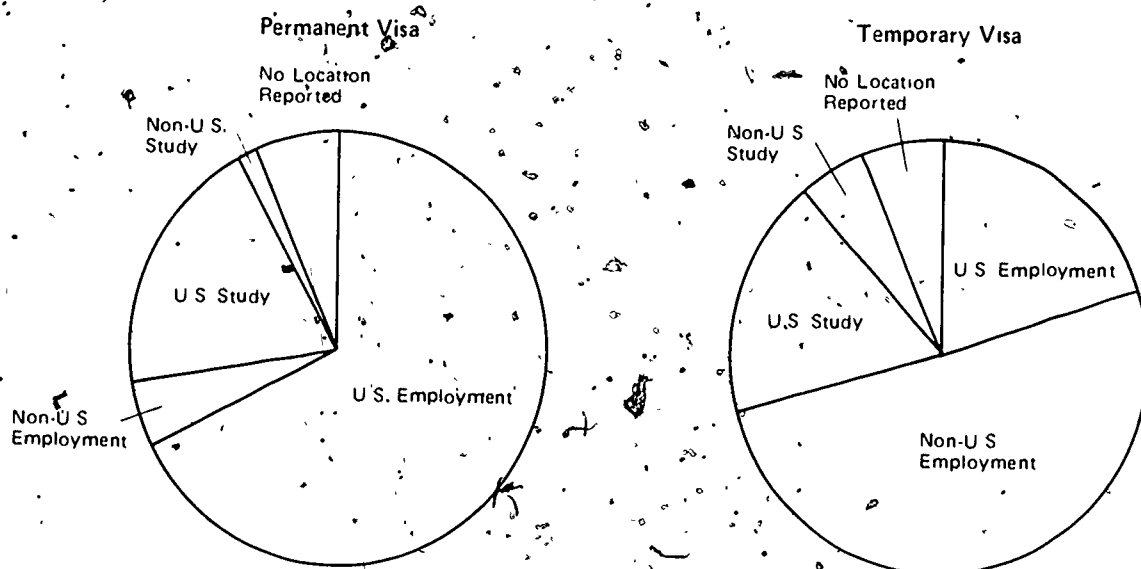 Permanent Visa
No Location
Reported
Non-U S.
Study
U S Study
Non-U S
Employment
U S. Employment
Temporary Visa
No Location
Reported
Non-U S
Study
U S Employment
U.S Study
Non-U S
Employment